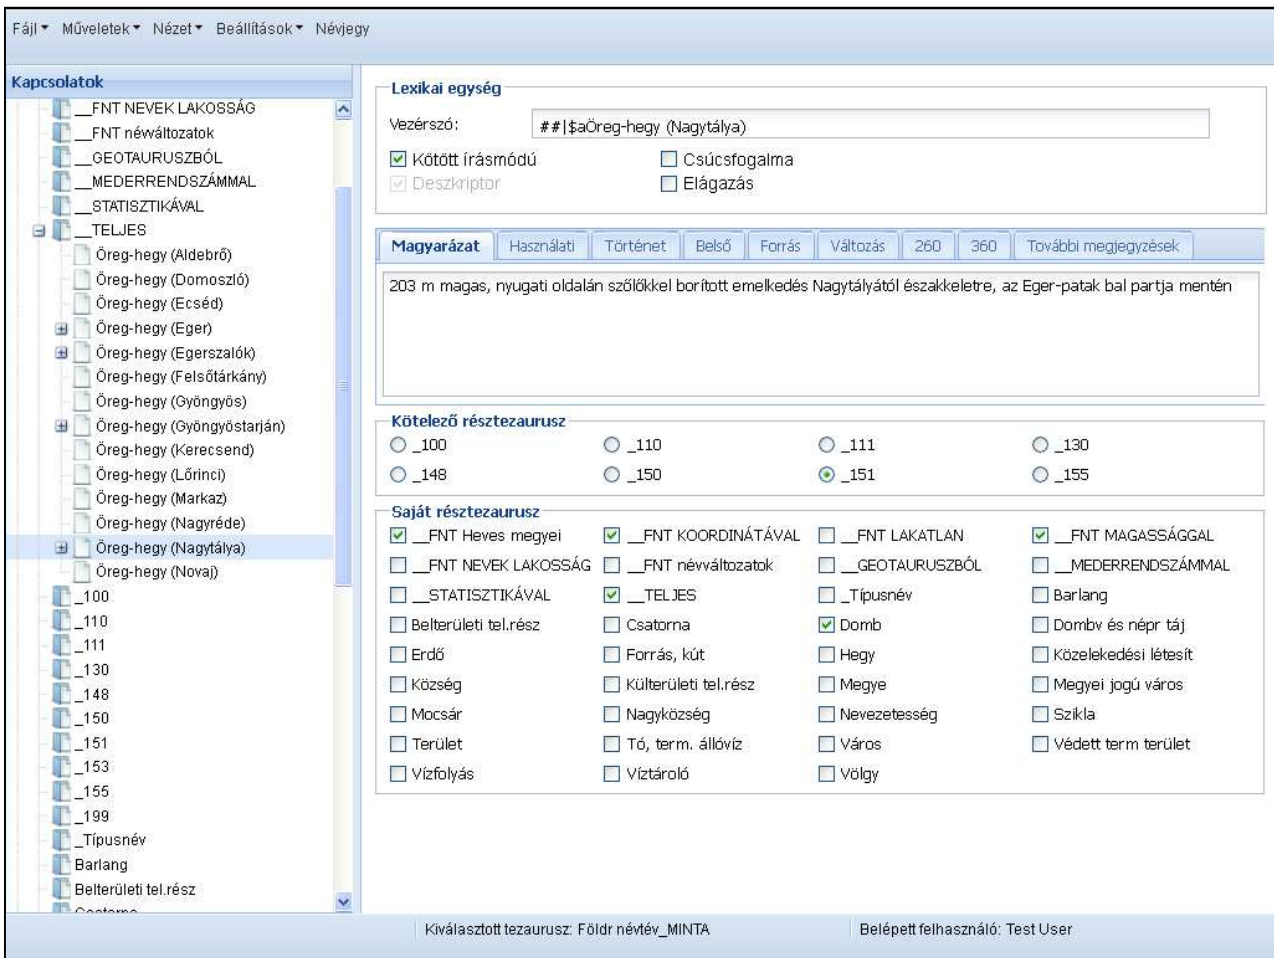 Fájl Műveletek Nézet Beállítások Névjegy
Kapcsolatok
__FNT NEVEK LAKOSSÁG
__FNT névváltozatok
__GEOTAURUSZBÓL
__MEDERRENDSZÁMMAL
__STATISZTIKÁVAL
__TELJES
Öreg-hegy (Aldebrő)
Öreg-hegy (Domoszló)
Öreg-hegy (Ecséd)
Öreg-hegy (Eger)
Öreg-hegy (Egerszalók)
Öreg-hegy (Felsőtárkány)
Öreg-hegy (Gyöngyös)
Öreg-hegy (Gyöngyöstarján)
Öreg-hegy (Kerecsend)
Öreg-hegy (Lőrinci)
Öreg-hegy (Markaz)
Öreg-hegy (Nagyréde)
Öreg-hegy (Nagytálya)
Öreg-hegy (Novaj)
_100
_110
_111
_130
_148
_150
_151
_153
_155
_199
_Típusnév
Barlang
Belterületi tel.rész
Lexikai egység
Vezérszó: ##|$aÖreg-hegy (Nagytálya)
Kötött írásmódú Csúcsfogalma
Deszkriptor Elágazás
Magyarázat Használati Történet Belső Forrás Változás 260 360 További megjegyzések
203 m magas, nyugati oldalán szőlőkkel borított emelkedés Nagytályától északkeletre, az Eger-patak bal partja mentén
Kötelező résztezaurusz
_100 _110 _111 _130
_148 _150 _151 _155
Saját résztezaurusz
__FNT Heves megyei __FNT KOORDINÁTÁVAL __FNT LAKATLAN __FNT MAGASSÁGGAL
__FNT NEVEK LAKOSSÁG __FNT névváltozatok __GEOTAURUSZBÓL __MEDERRENDSZÁMMAL
__STATISZTIKÁVAL __TELJES _Típusnév Barlang
Belterületi tel.rész Csatorna Domb Dombv és népr táj
Erdő Forrás, kút Hegy Közelekedési létesít
Község Külterületi tel.rész Megye Megyei jogú város
Mocsár Nagyközség Nevezetesség Szikla
Terület Tó, term. állóvíz Város Védett term terület
Vízfolyás Víztároló Völgy
Kiválasztott tezaurusz: Földr névtév_MINTA Belépett felhasználó: Test User